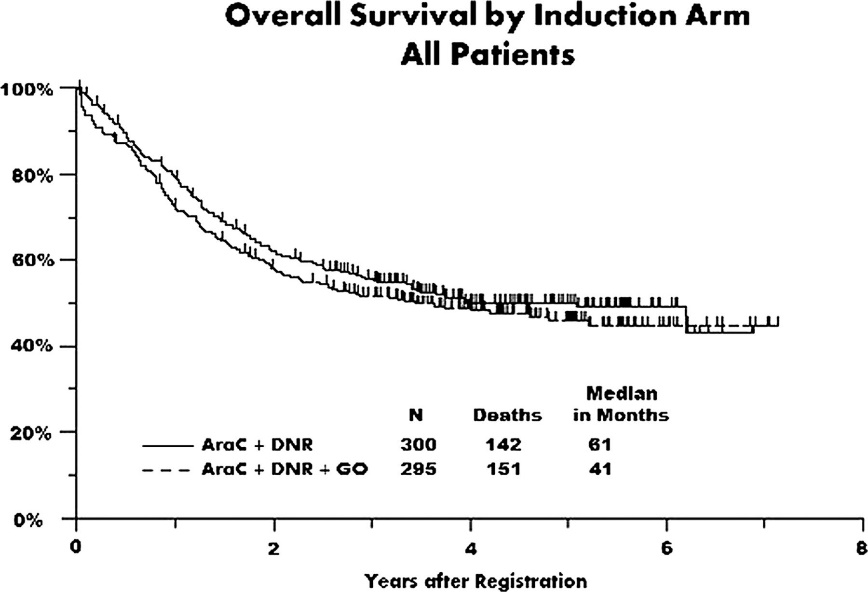 Overall Survival by Induction Arm
All Patients
100%
80%
60%
40%
20%
0%
Median
N Deaths in Months
AraC + DNR 300 142 61
AraC + DNR + GO 295 151 41
0 2 4 6 8
Years after Registration